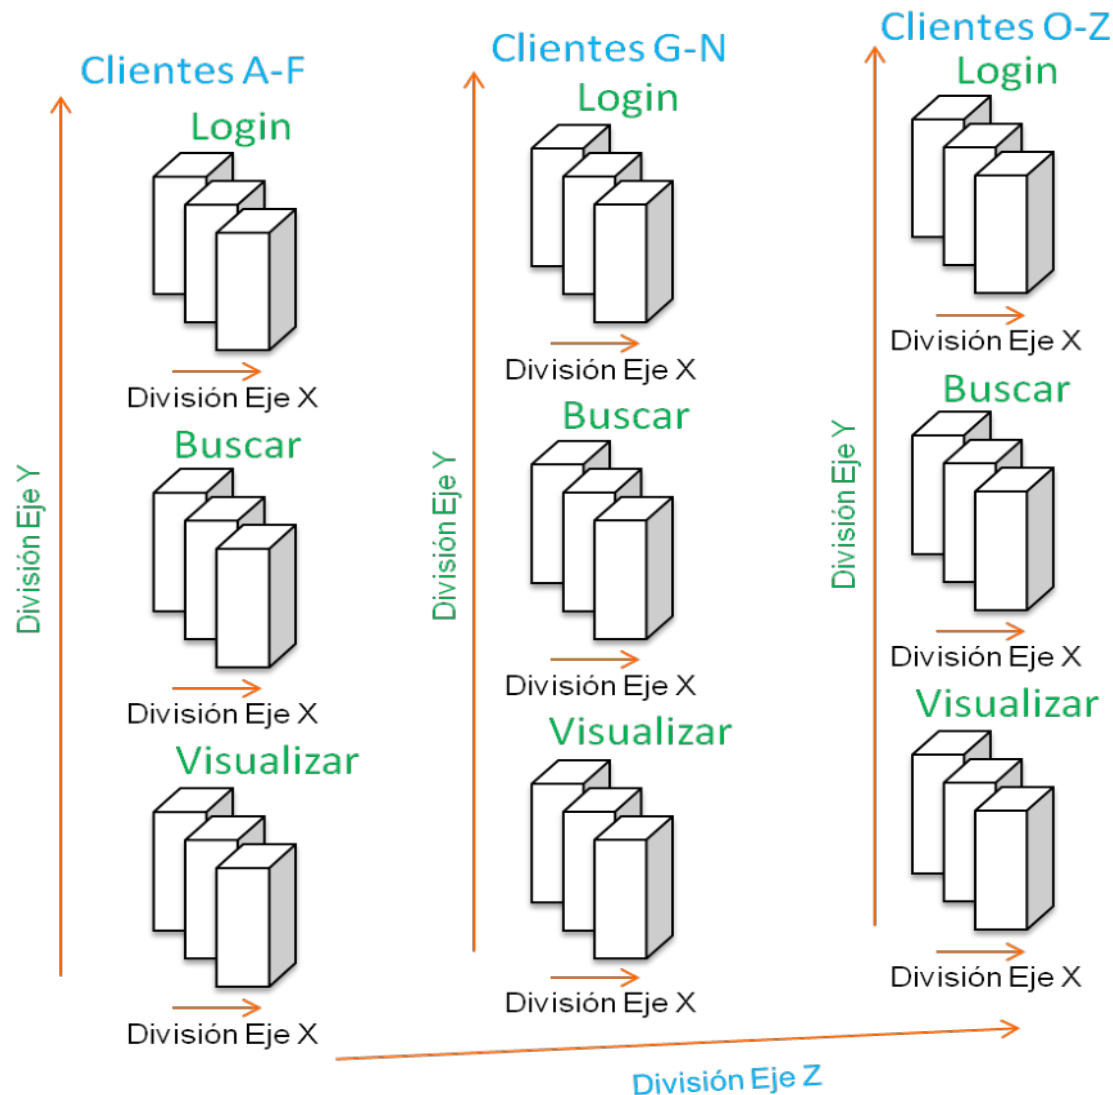 Clientes A-F
Login
División Eje X
Buscar
División Eje X
Visualizar
División Eje X
División Eje Y
Clientes G-N
Login
División Eje X
Buscar
División Eje X
Visualizar
División Eje X
División Eje Y
Clientes O-Z
Login
División Eje X
Buscar
División Eje X
Visualizar
División Eje X
División Eje Y
División Eje Z